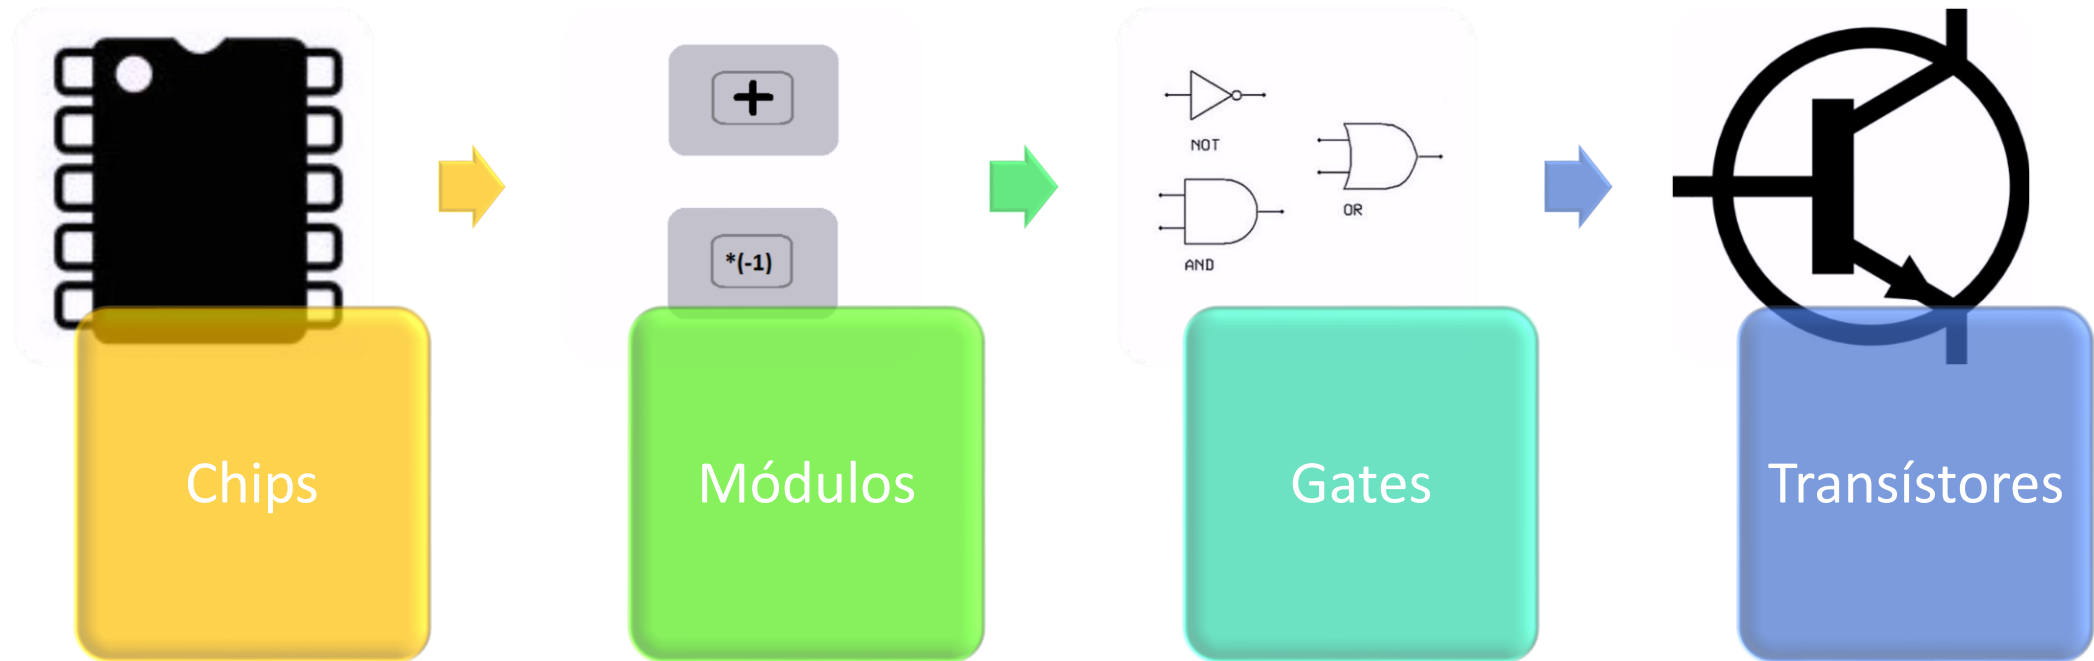 +
*(-1)
NOT
OR
AND
Chips
Módulos
Gates
Transístores